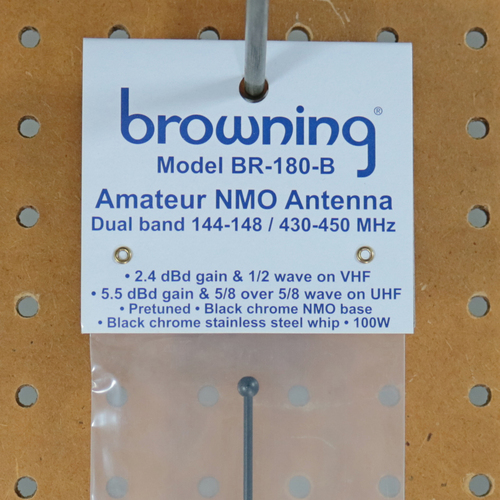 browning®
Model BR-180-B
Amateur NMO Antenna
Dual band 144-148 / 430-450 MHz
• 2.4 dBd gain & 1/2 wave on VHF
• 5.5 dBd gain & 5/8 over 5/8 wave on UHF
• Pretuned • Black chrome NMO base
• Black chrome stainless steel whip • 100W